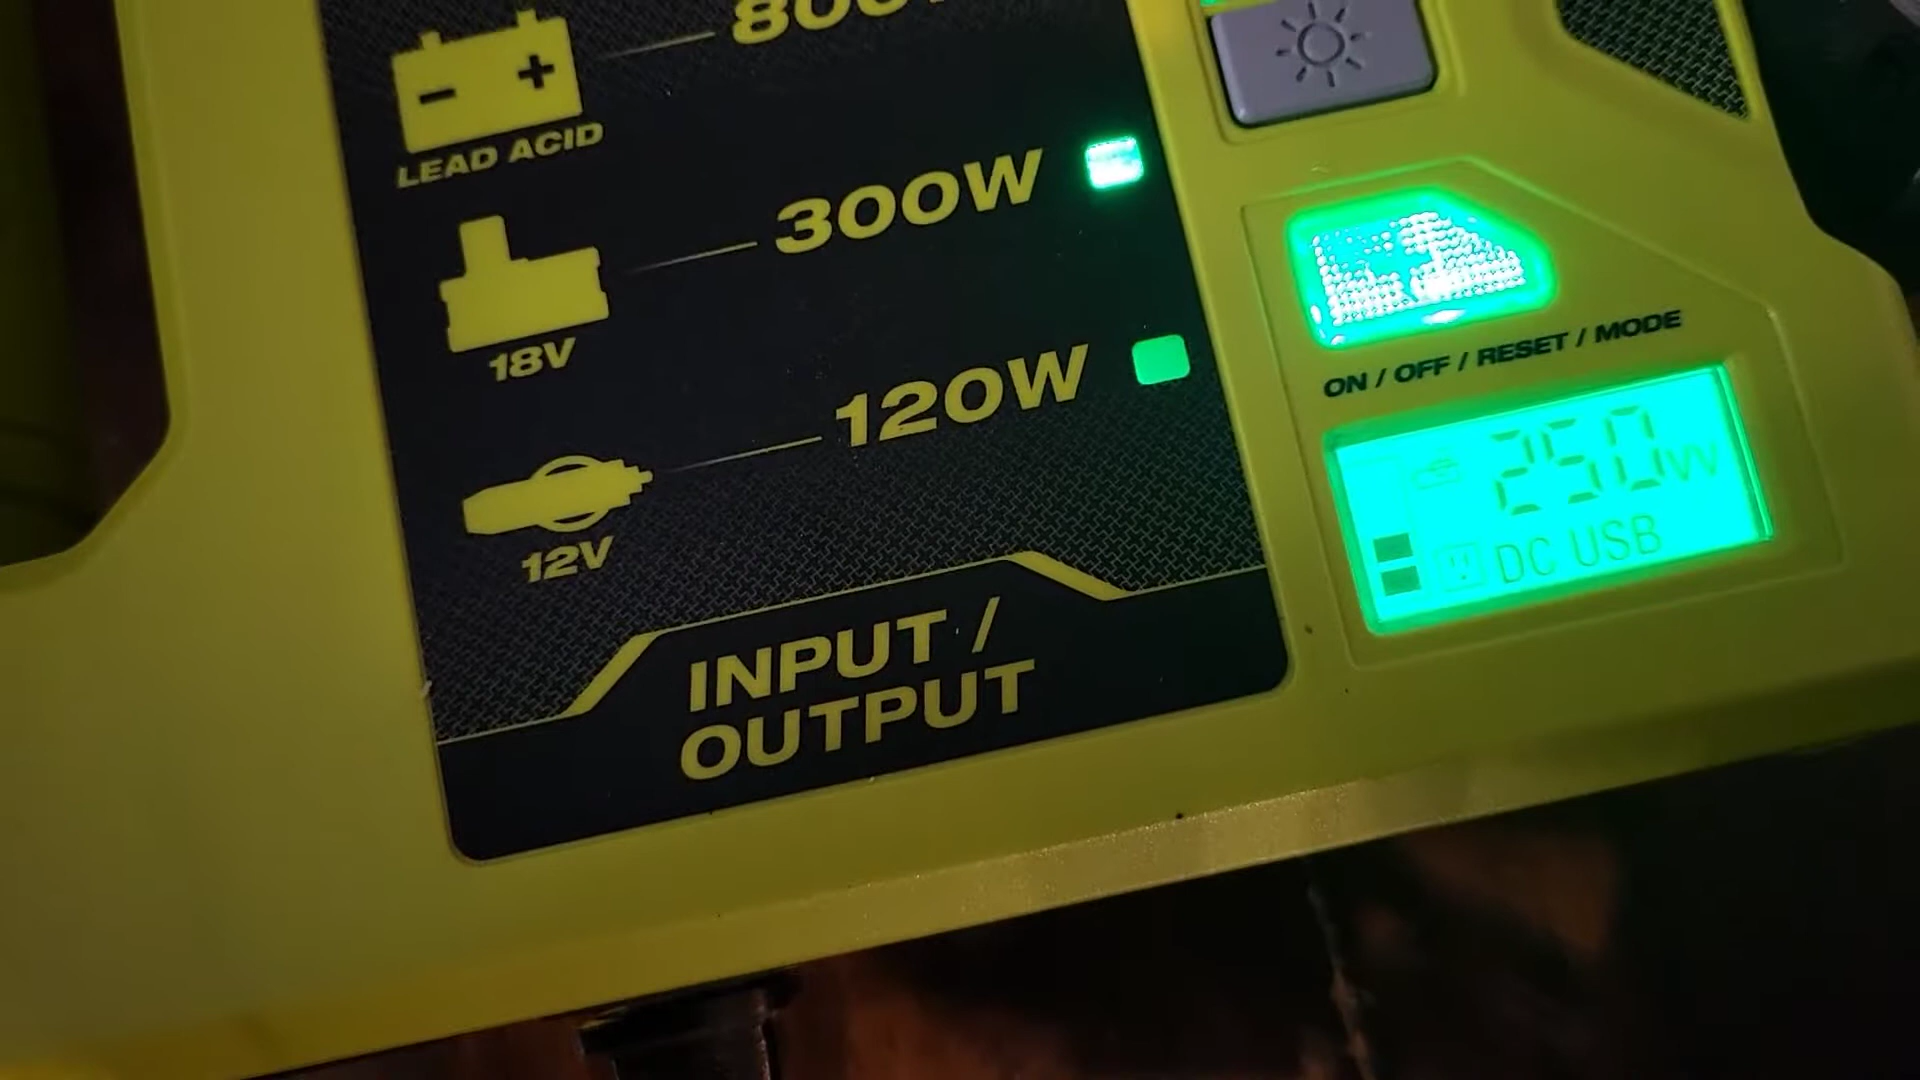 LEAD ACID
300W
18V
120W
12V
INPUT /
OUTPUT
ON / OFF / RESET / MODE
250W
DC USB